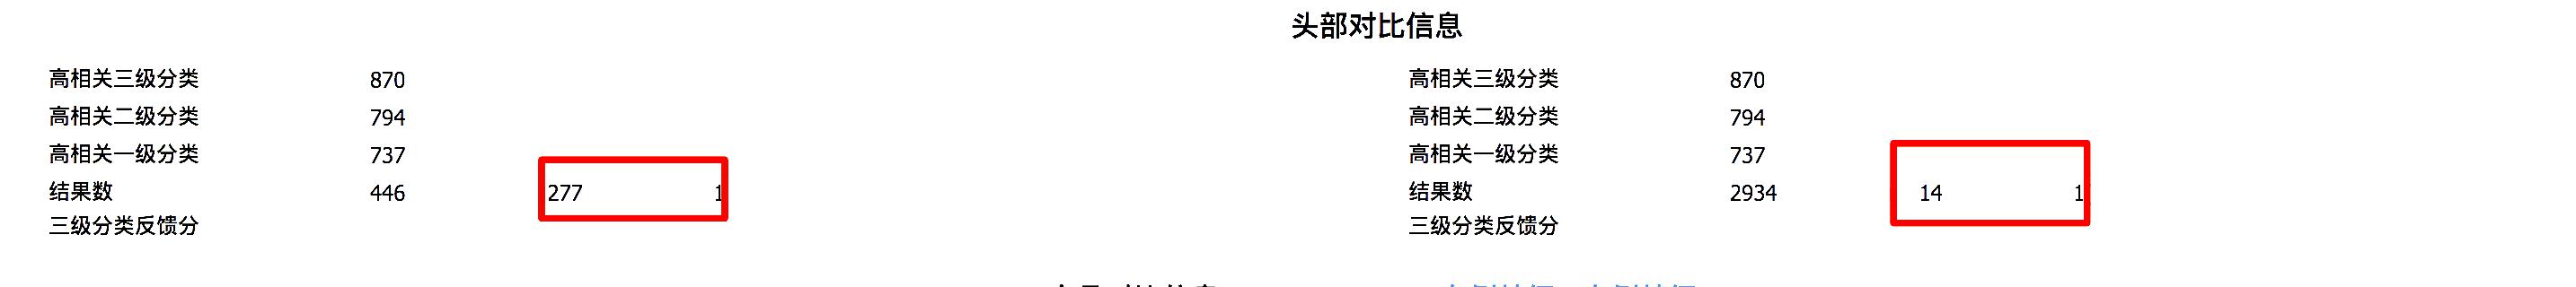 头部对比信息
高相关三级分类 870 高相关三级分类 870
高相关二级分类 794 高相关二级分类 794
高相关一级分类 737 高相关一级分类 737
结果数 446 277 1 结果数 2934 14 1
三级分类反馈分 三级分类反馈分